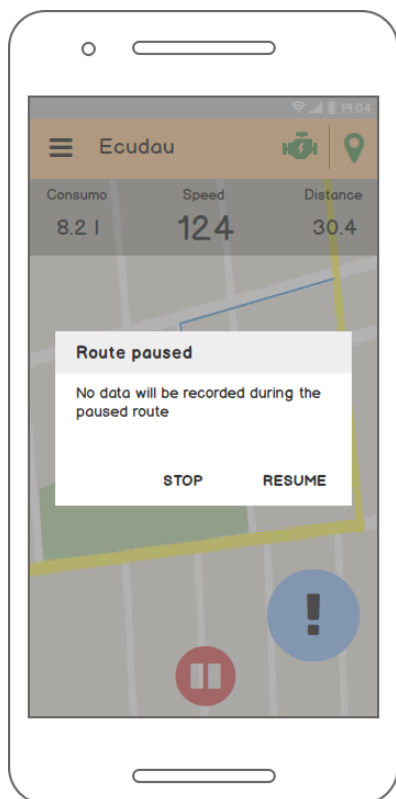 19:04
Ecudau
Consumo Speed Distance
8.2 l 124 30.4
Route paused
No data will be recorded during the
paused route
STOP RESUME
!